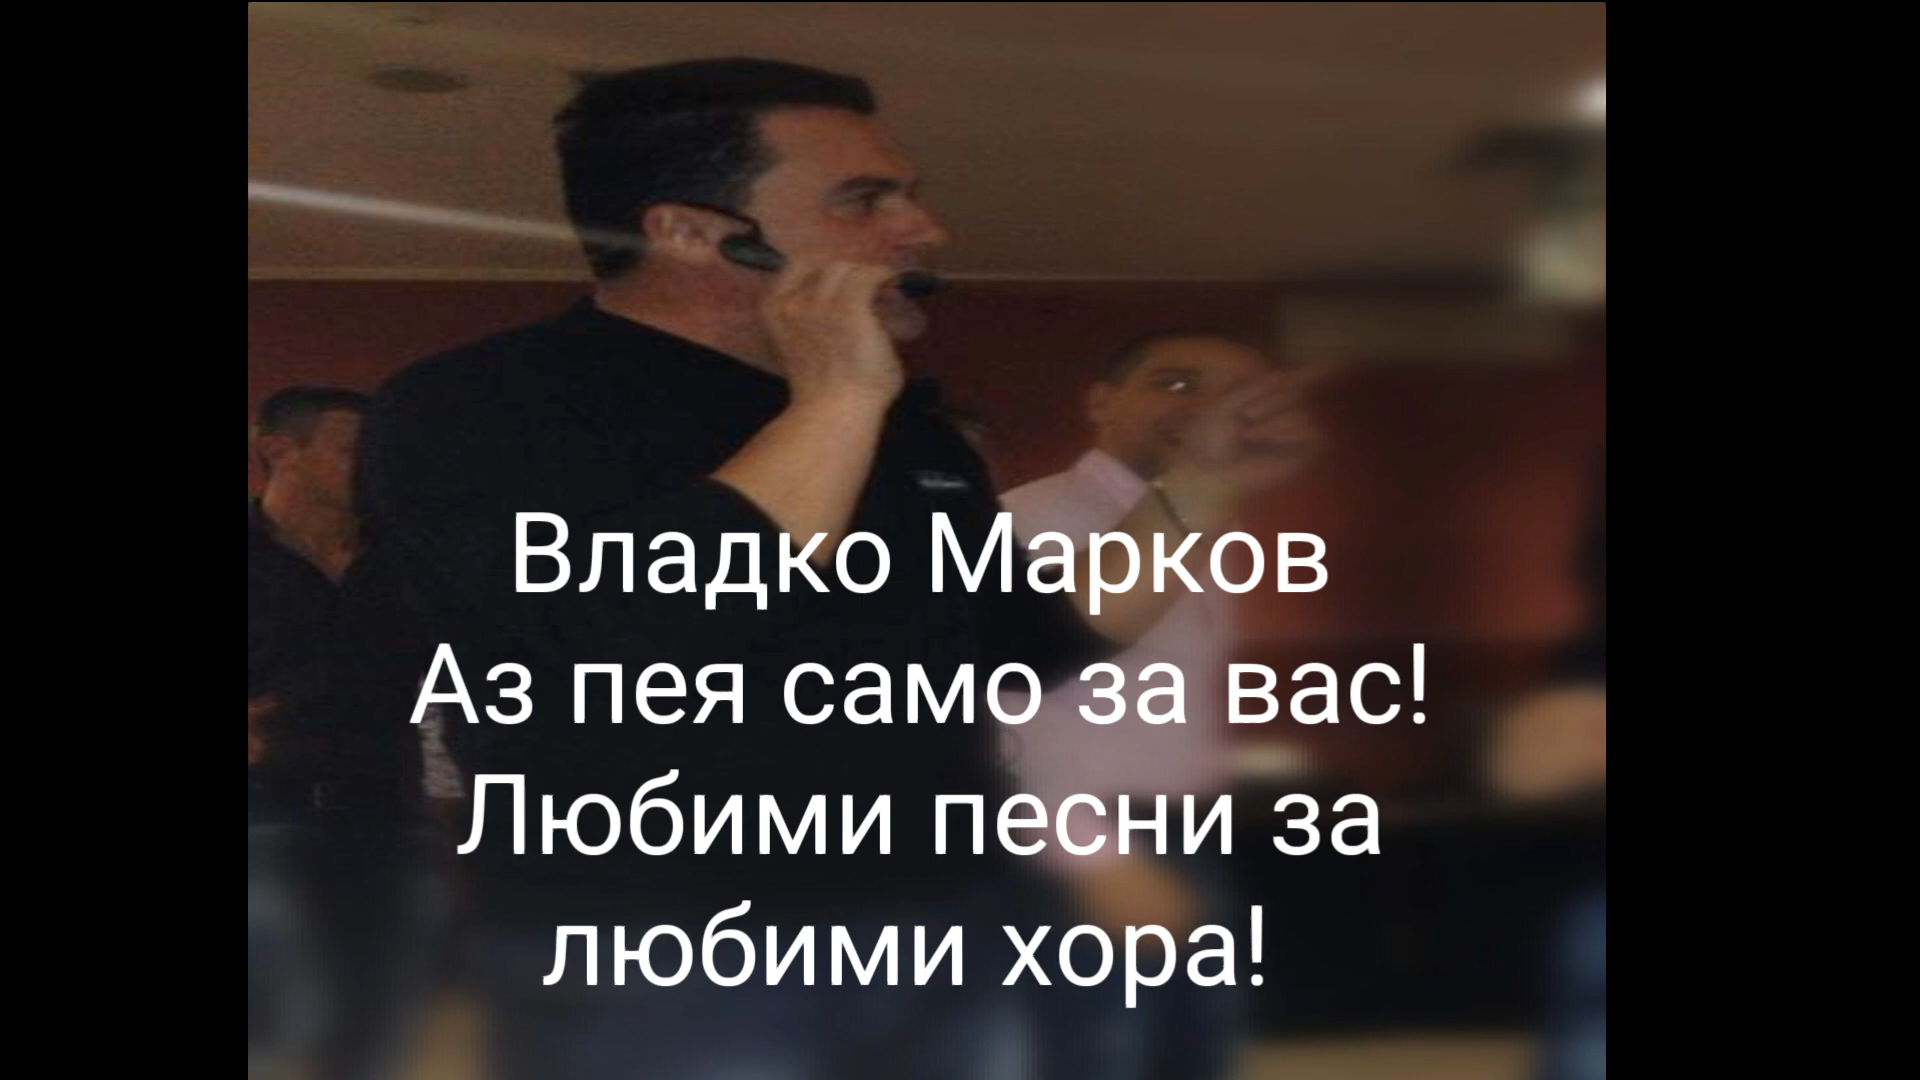 Владко Марков
Аз пея само за вас!
Любими песни за
любими хора!